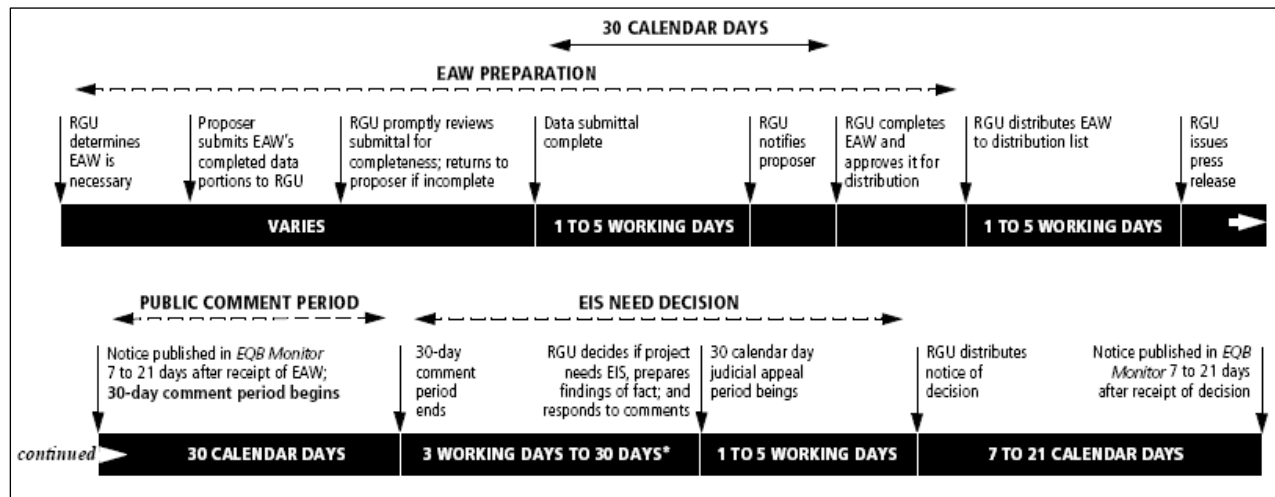 30 CALENDAR DAYS
EAW PREPARATION
RGU
determines
EAW is
necessary
Proposer
submits EAW's
completed data
portions to RGU
RGU promptly reviews
submittal for
completeness; returns to
proposer if incomplete
Data submittal
complete
RGU
notifies
proposer
RGU completes
EAW and
approves it for
distribution
RGU distributes EAW
to distribution list
RGU
issues
press
release
VARIES
1 TO 5 WORKING DAYS
1 TO 5 WORKING DAYS
PUBLIC COMMENT PERIOD
EIS NEED DECISION
Notice published in EQB Monitor
7 to 21 days after receipt of EAW;
30-day comment period begins
30-day
comment
period
ends
RGU decides if project
needs EIS, prepares
findings of fact; and
responds to comments
30 calendar day
judicial appeal
period beings
RGU distributes
notice of
decision
Notice published in EQB
Monitor 7 to 21 days
after receipt of decision
continued
30 CALENDAR DAYS
3 WORKING DAYS TO 30 DAYS*
1 TO 5 WORKING DAYS
7 TO 21 CALENDAR DAYS